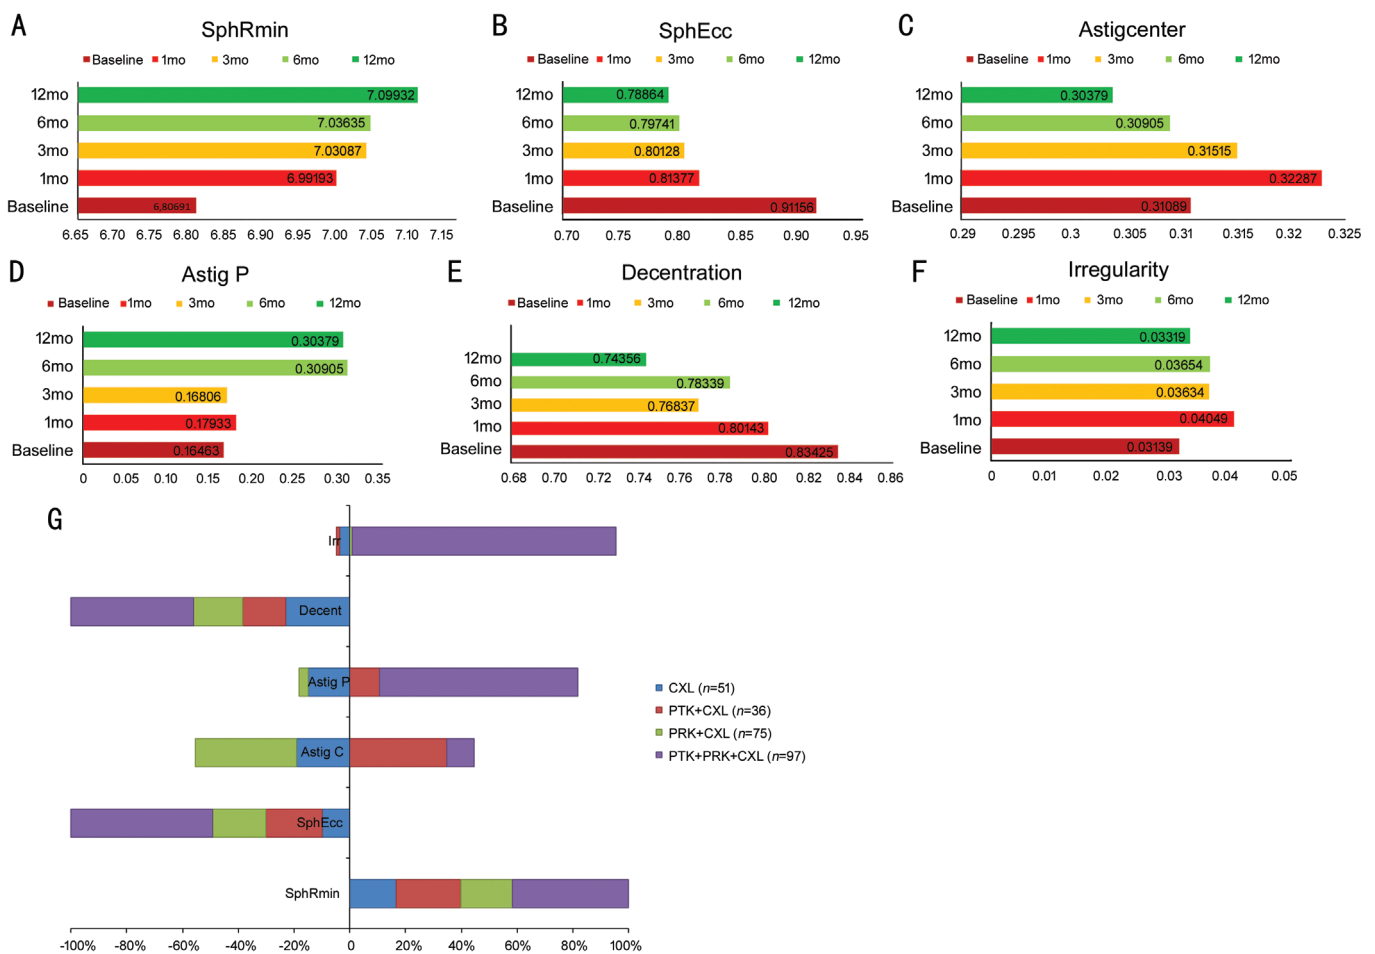 A
SphRmin
Baseline 1mo 3mo 6mo 12mo
12mo 7.09932
6mo 7.03635
3mo 7.03087
1mo 6.99193
Baseline 6,80691
6.65 6.70 6.75 6.80 6.85 6.90 6.95 7.00 7.05 7.10 7.15
B
SphEcc
Baseline 1mo 3mo 6mo 12mo
12mo 0.78864
6mo 0.79741
3mo 0.80128
1mo 0.81377
Baseline 0.91156
0.70 0.75 0.80 0.85 0.90 0.95
C
Astigcenter
Baseline 1mo 3mo 6mo 12mo
12mo 0.30379
6mo 0.30905
3mo 0.31515
1mo 0.32287
Baseline 0.31089
0.29 0.295 0.3 0.305 0.31 0.315 0.32 0.325
D
Astig P
Baseline 1mo 3mo 6mo 12mo
12mo 0.30379
6mo 0.30905
3mo 0.16806
1mo 0.17933
Baseline 0.16463
0 0.05 0.10 0.15 0.20 0.25 0.30 0.35
E
Decentration
Baseline 1mo 3mo 6mo 12mo
12mo 0.74356
6mo 0.78339
3mo 0.76837
1mo 0.80143
Baseline 0.83425
0.68 0.70 0.72 0.74 0.76 0.78 0.80 0.82 0.84 0.86
F
Irregularity
Baseline 1mo 3mo 6mo 12mo
12mo 0.03319
6mo 0.03654
3mo 0.03634
1mo 0.04049
Baseline 0.03139
0 0.01 0.02 0.03 0.04 0.05
G
Irr
Decent
Astig P
Astig C
SphEcc
SphRmin
-100% -80% -60% -40% -20% 0 20% 40% 60% 80% 100%
CXL (n=51)
PTK+CXL (n=36)
PRK+CXL (n=75)
PTK+PRK+CXL (n=97)